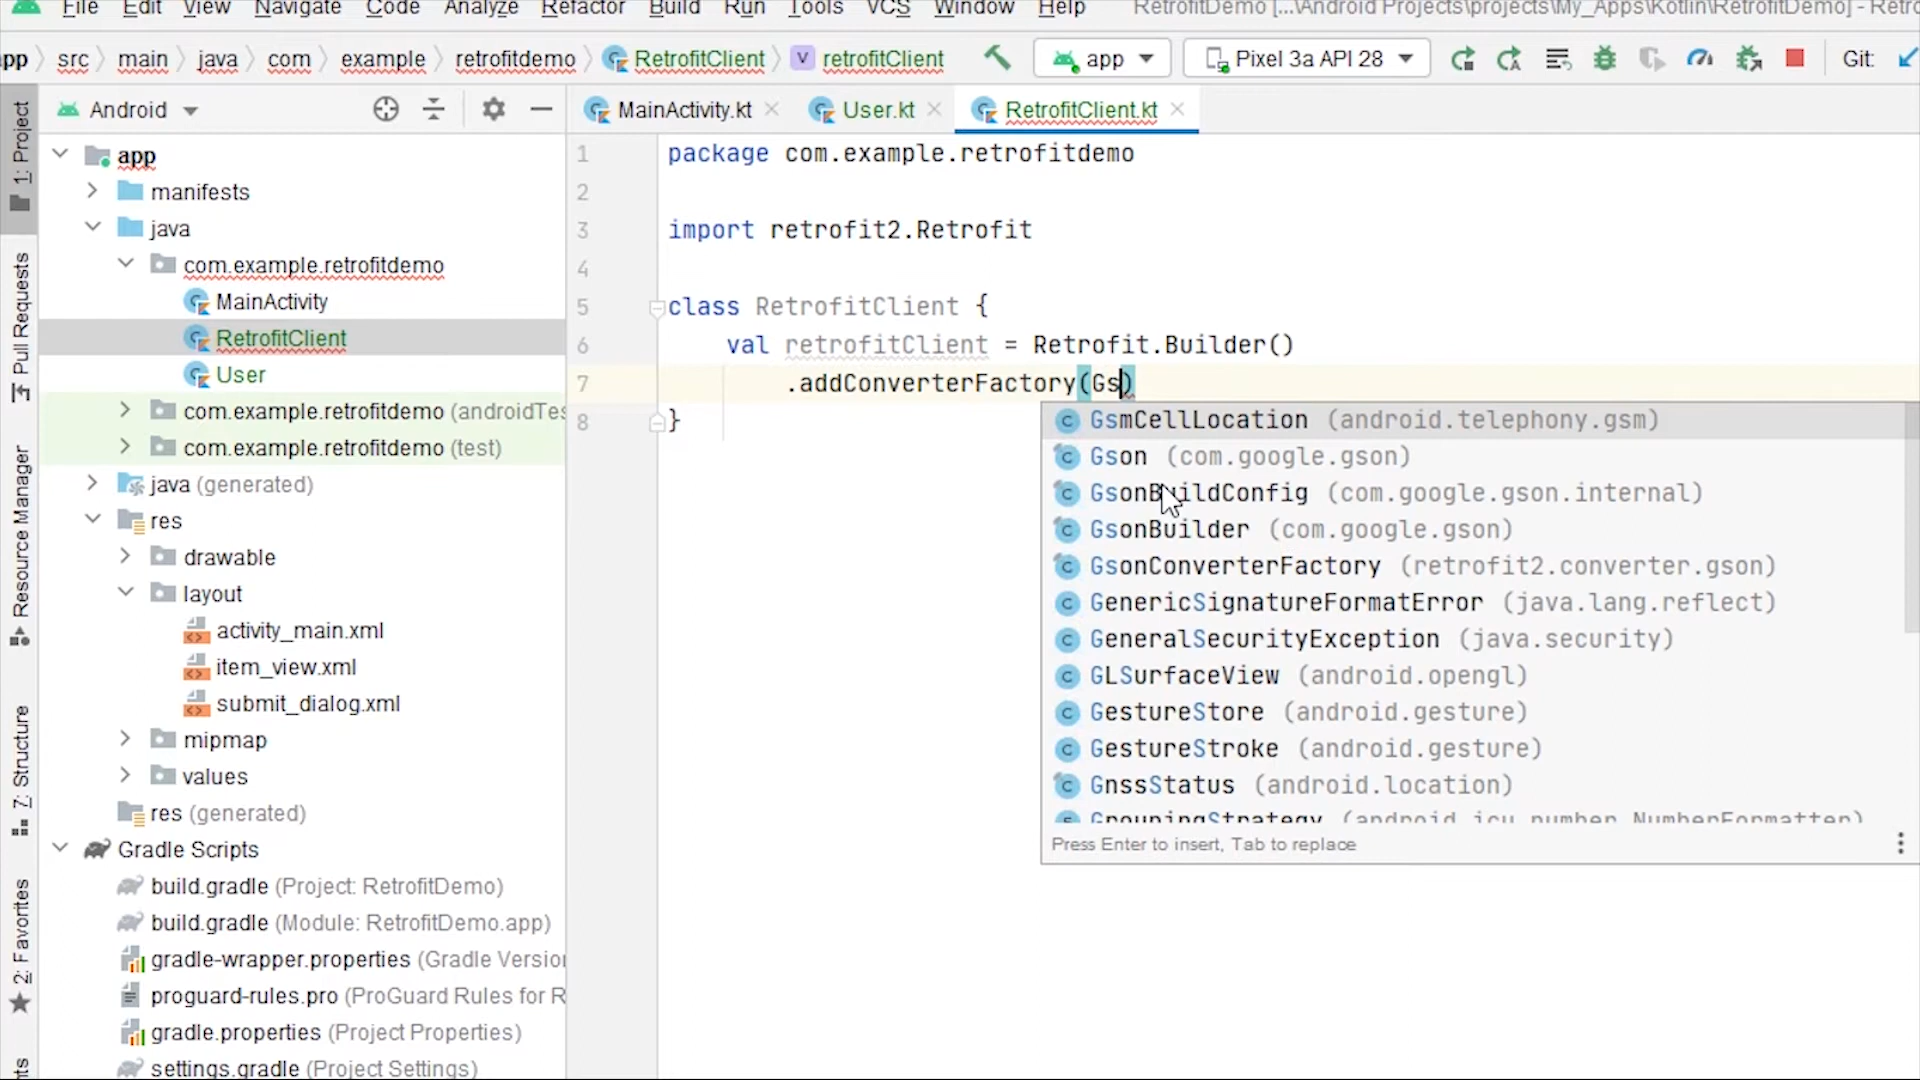 File Edit View Navigate Code Analyze Refactor Build Run Tools VCS Window Help RetrofitDemo [...\Android Projects\projects\My_Apps\Kotlin\RetrofitDemo] - Retro
app src main java com example retrofitdemo RetrofitClient V retrofitClient app Pixel 3a API 28 Git:
1: Project
Pull Requests
Resource Manager
7: Structure
2: Favorites
Android
app
manifests
java
com.example.retrofitdemo
MainActivity
RetrofitClient
User
com.example.retrofitdemo (androidTes
com.example.retrofitdemo (test)
java (generated)
res
drawable
layout
activity_main.xml
item_view.xml
submit_dialog.xml
mipmap
values
res (generated)
Gradle Scripts
build.gradle (Project: RetrofitDemo)
build.gradle (Module: RetrofitDemo.app)
gradle-wrapper.properties (Gradle Version
proguard-rules.pro (ProGuard Rules for R
gradle.properties (Project Properties)
settings.gradle (Project Settings)
MainActivity.kt User.kt RetrofitClient.kt
1 package com.example.retrofitdemo
2
3 import retrofit2.Retrofit
4
5 class RetrofitClient {
6 val retrofitClient = Retrofit.Builder()
7 .addConverterFactory(Gs)
8 }
GsmCellLocation (android.telephony.gsm)
Gson (com.google.gson)
GsonBuildConfig (com.google.gson.internal)
GsonBuilder (com.google.gson)
GsonConverterFactory (retrofit2.converter.gson)
GenericSignatureFormatError (java.lang.reflect)
GeneralSecurityException (java.security)
GLSurfaceView (android.opengl)
GestureStore (android.gesture)
GestureStroke (android.gesture)
GnssStatus (android.location)
GroupingStrategy (android.icu.number.NumberFormatter)
Press Enter to insert, Tab to replace